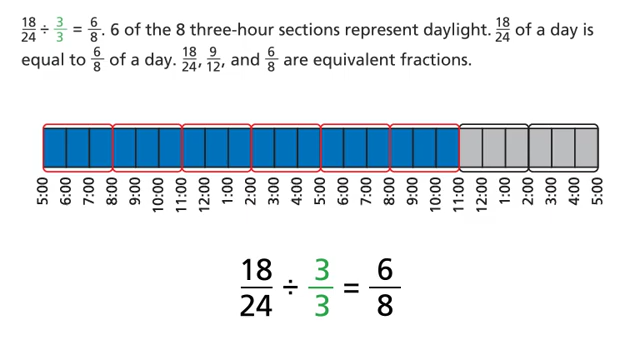 18/24 ÷ 3/3 = 6/8. 6 of the 8 three-hour sections represent daylight. 18/24 of a day is
equal to 6/8 of a day. 18/24, 9/12, and 6/8 are equivalent fractions.
5:00 6:00 7:00 8:00 9:00 10:00 11:00 12:00 1:00 2:00 3:00 4:00 5:00 6:00 7:00 8:00 9:00 10:00 11:00 12:00 1:00 2:00 3:00 4:00 5:00
18/24 ÷ 3/3 = 6/8